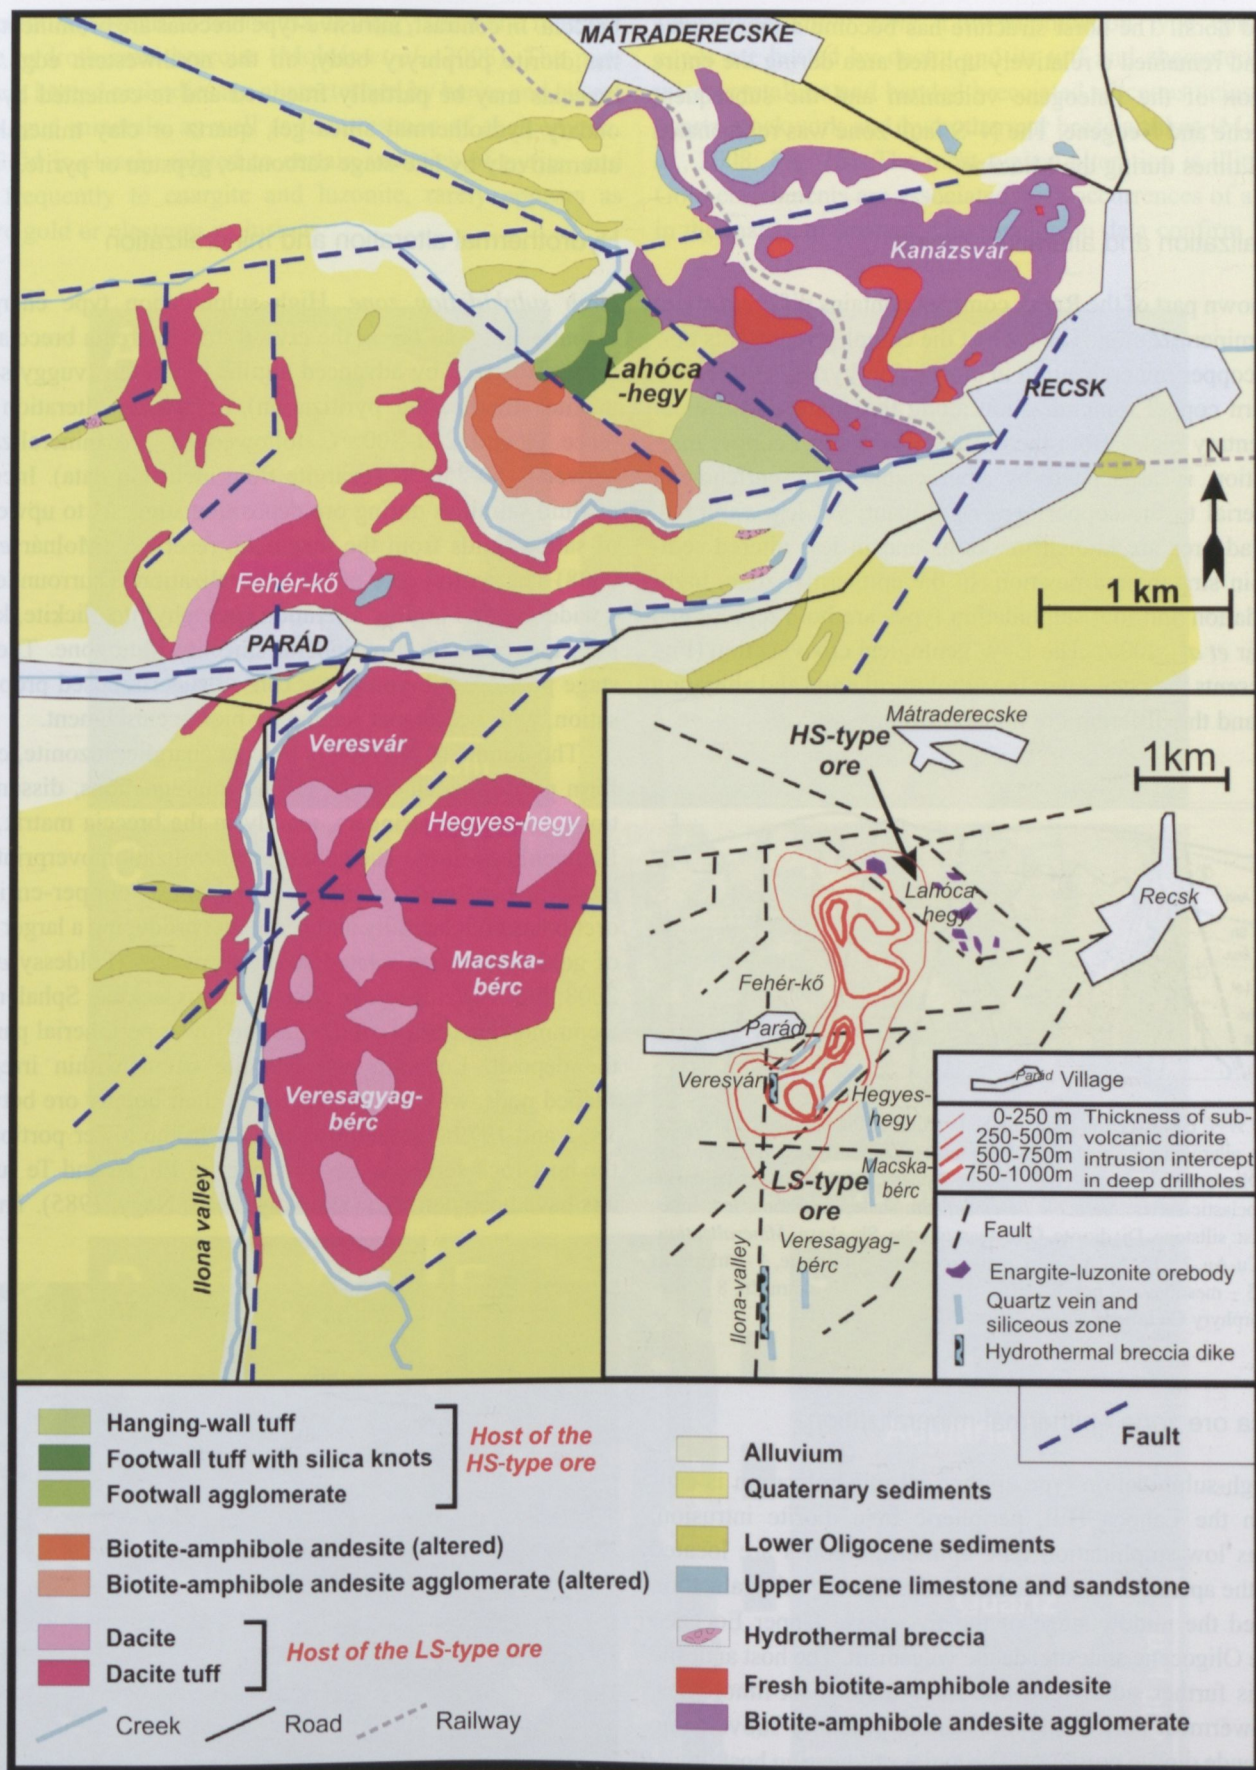 MÁTRADERECSKE
Kanázsvár
Lahóca
-hegy
RECSK
N
1 km
Fehér-kő
PARÁD
Veresvár
Hegyes-hegy
Macska-
bérc
Veresagyag-
bérc
Ilona valley
Mátraderecske
HS-type
ore
1km
Lahóca
hegy
Recsk
Fehér-kő
Parád
Veresvár
Hegyes-
hegy
Macska-
bérc
LS-type
ore
Veresagyag-
bérc
Ilona-valley
Parád Village
0-250 m Thickness of sub-
250-500m volcanic diorite
500-750m intrusion intercept
750-1000m in deep drillholes
Fault
Enargite-luzonite orebody
Quartz vein and
siliceous zone
Hydrothermal breccia dike
Hanging-wall tuff
Footwall tuff with silica knots
Footwall agglomerate
Host of the
HS-type ore
Biotite-amphibole andesite (altered)
Biotite-amphibole andesite agglomerate (altered)
Dacite
Dacite tuff
Host of the LS-type ore
Creek
Road
Railway
Alluvium
Quaternary sediments
Lower Oligocene sediments
Upper Eocene limestone and sandstone
Hydrothermal breccia
Fresh biotite-amphibole andesite
Biotite-amphibole andesite agglomerate
Fault